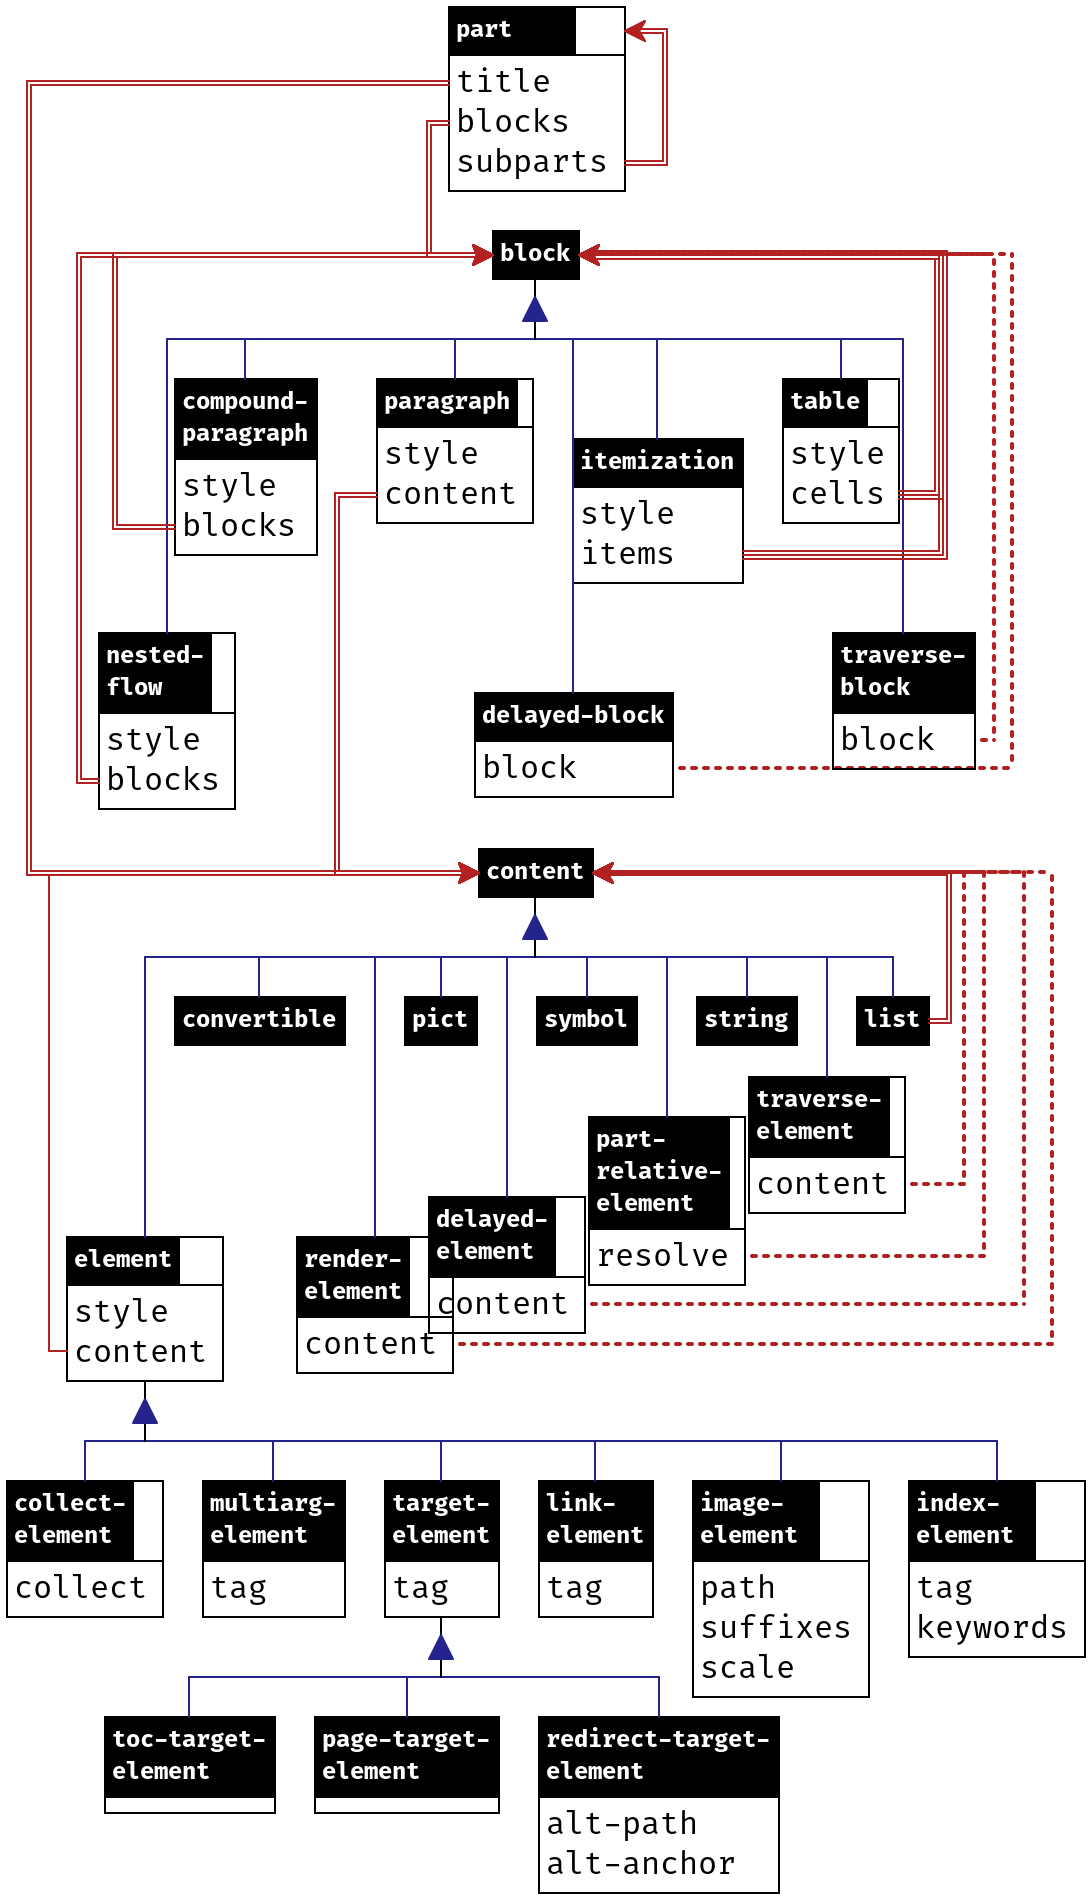 part
title
blocks
subparts
block
compound-
paragraph
style
blocks
paragraph
style
content
itemization
style
items
table
style
cells
nested-
flow
style
blocks
delayed-block
block
traverse-
block
block
content
convertible
pict
symbol
string
list
traverse-
element
content
part-
relative-
element
resolve
delayed-
element
content
render-
element
content
element
style
content
collect-
element
collect
multiarg-
element
tag
target-
element
tag
link-
element
tag
image-
element
path
suffixes
scale
index-
element
tag
keywords
toc-target-
element
page-target-
element
redirect-target-
element
alt-path
alt-anchor